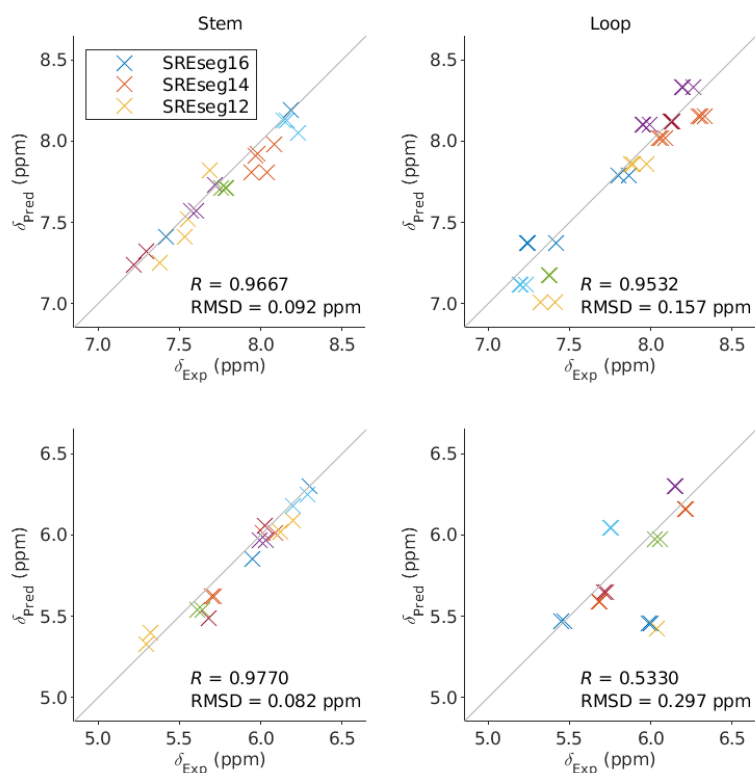 Stem
Loop
8.5
8.0
7.5
7.0
δPred (ppm)
SREseg16
SREseg14
SREseg12
R = 0.9667
RMSD = 0.092 ppm
7.0 7.5 8.0 8.5
δExp (ppm)
8.5
8.0
7.5
7.0
δPred (ppm)
R = 0.9532
RMSD = 0.157 ppm
7.0 7.5 8.0 8.5
δExp (ppm)
6.5
6.0
5.5
5.0
δPred (ppm)
R = 0.9770
RMSD = 0.082 ppm
5.0 5.5 6.0 6.5
δExp (ppm)
6.5
6.0
5.5
5.0
δPred (ppm)
R = 0.5330
RMSD = 0.297 ppm
5.0 5.5 6.0 6.5
δExp (ppm)